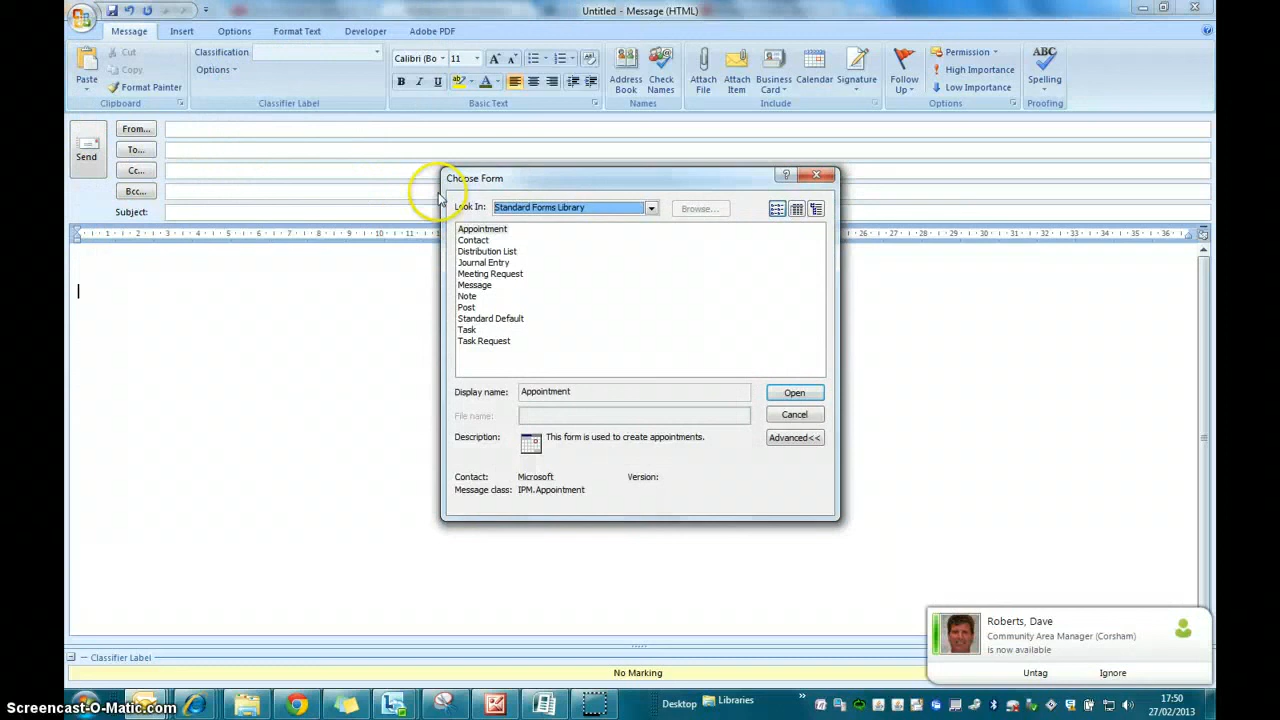 Untitled - Message (HTML)
Message Insert Options Format Text Developer Adobe PDF
Paste
Cut
Copy
Format Painter
Clipboard
Classification
Options
Classifier Label
Calibri (Bo 11
B I U
Basic Text
Address Book
Check Names
Names
Attach File
Attach Item
Business Card
Calendar
Signature
Include
Follow Up
Permission
High Importance
Low Importance
Options
ABC
Spelling
Proofing
Send
From...
To...
Cc...
Bcc...
Subject:
Choose Form
Look In: Standard Forms Library Browse...
Appointment
Contact
Distribution List
Journal Entry
Meeting Request
Message
Note
Post
Standard Default
Task
Task Request
Display name: Appointment Open
File name: Cancel
Description: This form is used to create appointments. Advanced<<
Contact: Microsoft Version:
Message class: IPM.Appointment
Roberts, Dave
Community Area Manager (Corsham)
is now available
Untag Ignore
Classifier Label
No Marking
Screencast-O-Matic.com
Desktop » Libraries »
17:50
27/02/2013